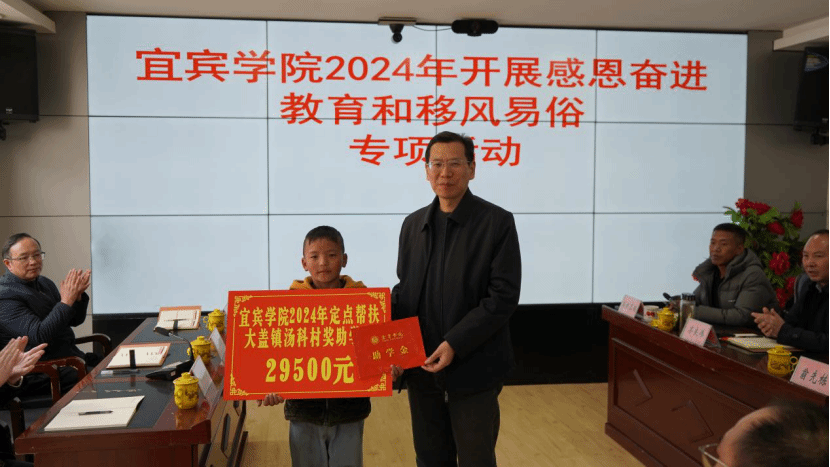 宜宾学院2024年开展感恩奋进
教育和移风易俗
专项 动
宜宾学院2024年定点帮扶
大盖镇汤科村奖助
29500元
助学金